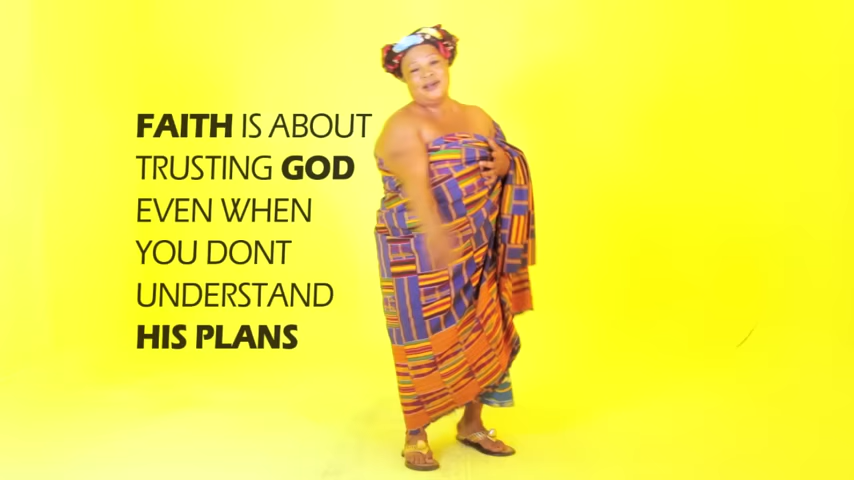 FAITH IS ABOUT
TRUSTING GOD
EVEN WHEN
YOU DONT
UNDERSTAND
HIS PLANS